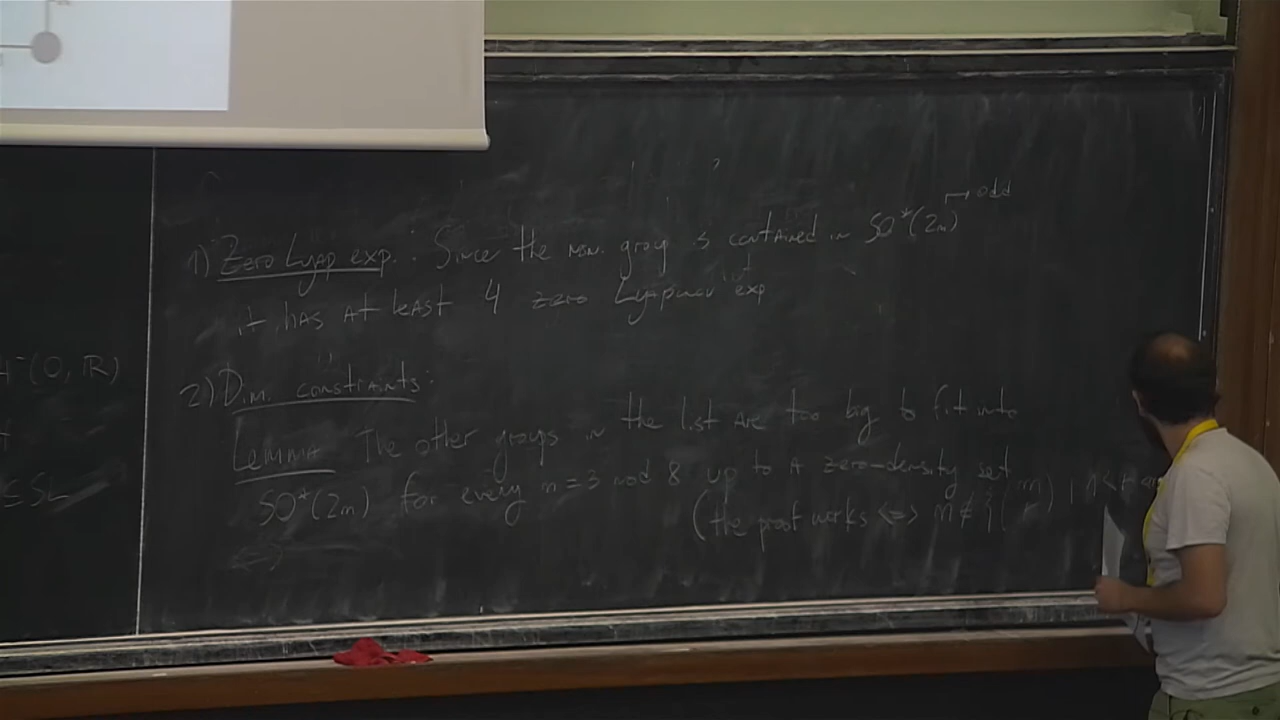 odd
1) Zero Lyap exp.: Since the mon. group is contained in SO*(2m)
it has at least 4 zero Lyapunov exp
H¹(O, ℝ)
2) Dim. constraints:
Lemma The other groups in the list are too big to fit into
SO*(2m) for every m = 3 mod 8 up to a zero-density set
(the proof works <=> m ∉ {(